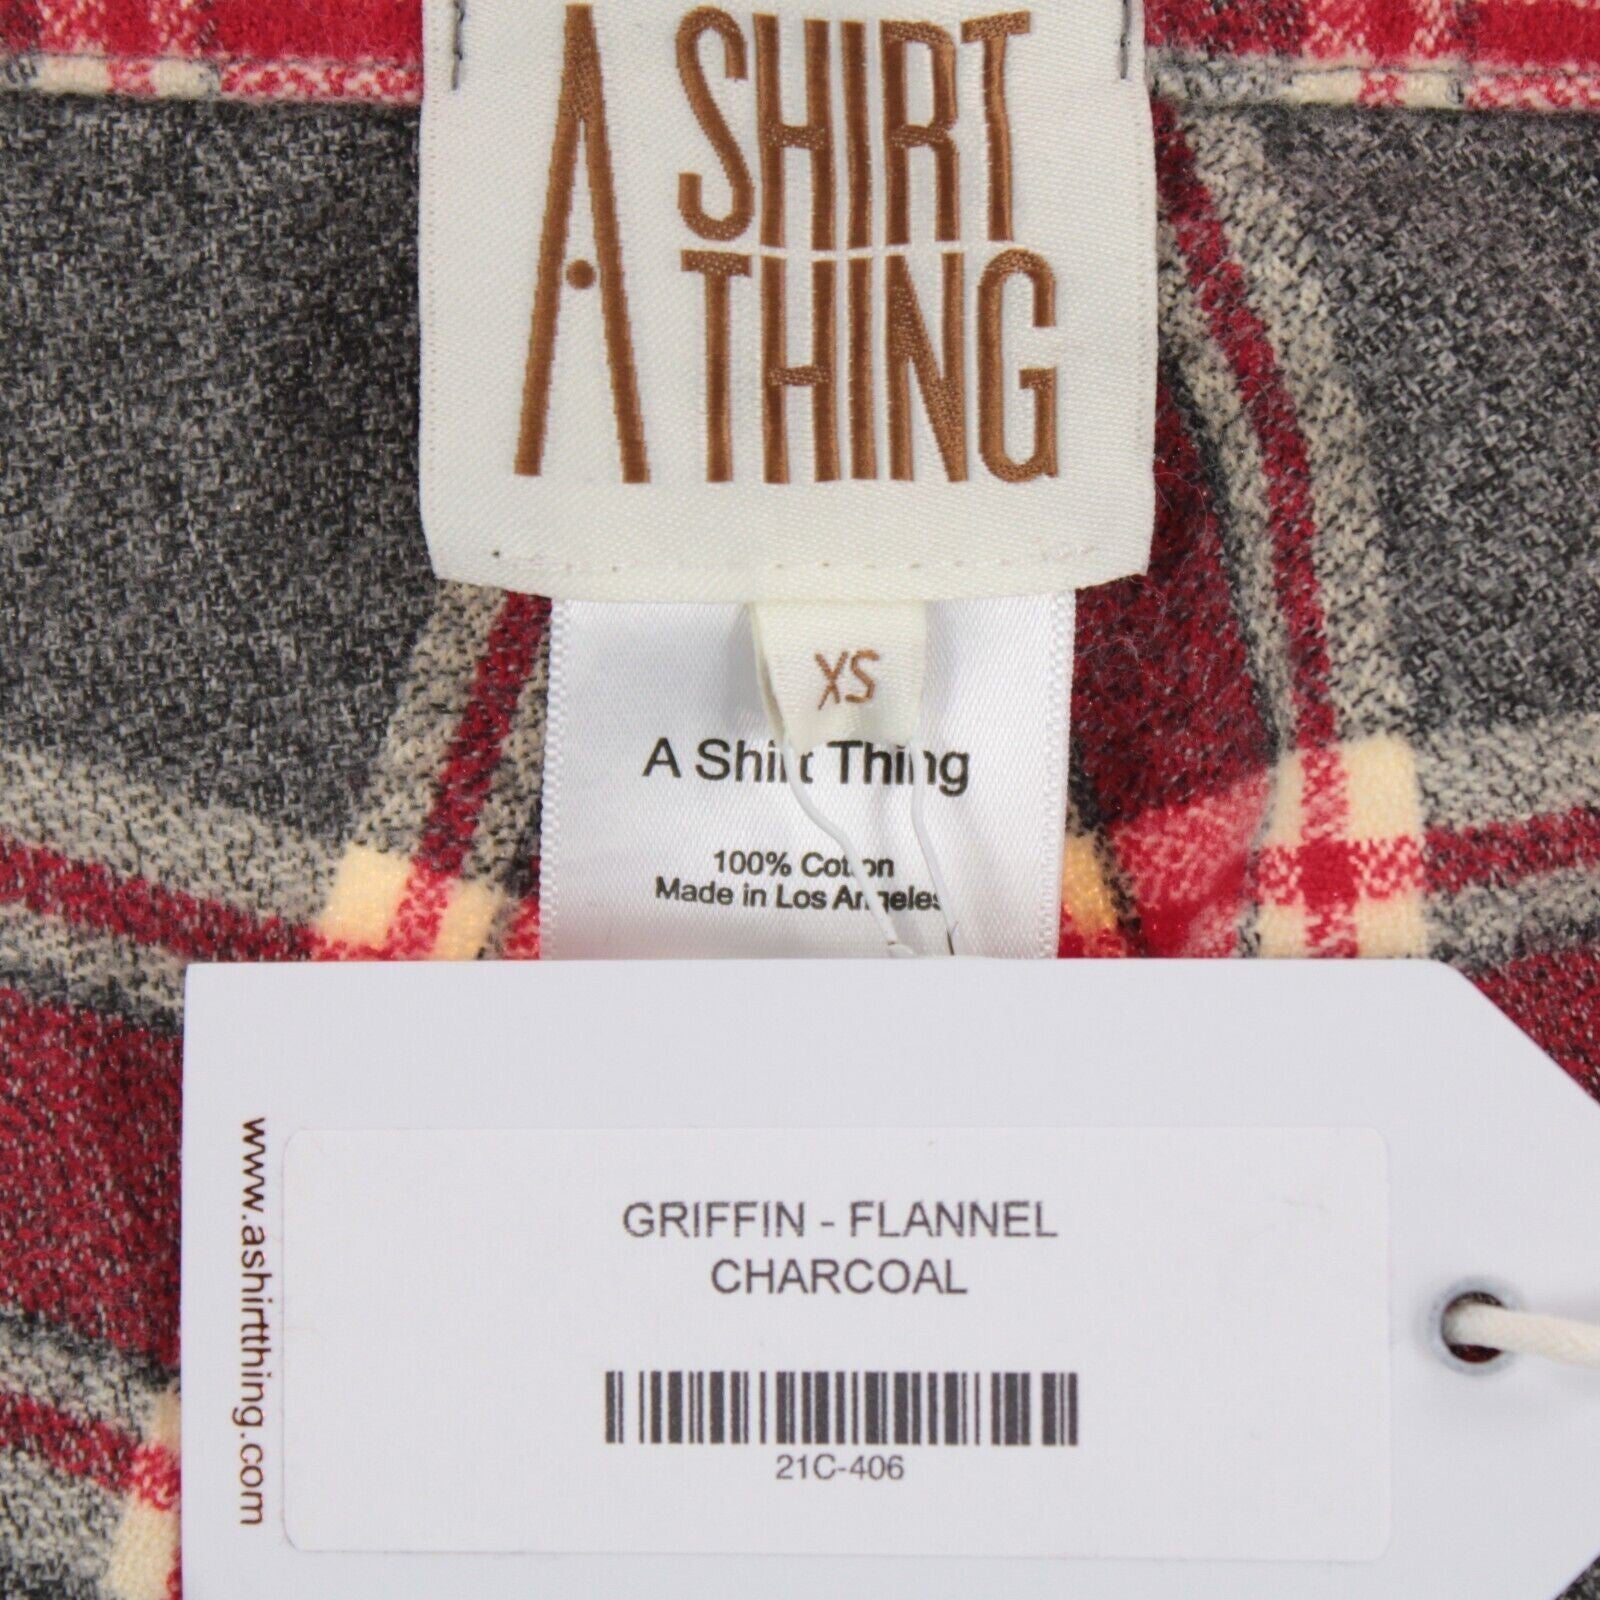 A SHIRT
THING
XS
A Shirt Thing
100% Cotton
Made in Los Angeles
www.ashirtthing.com
GRIFFIN - FLANNEL
CHARCOAL
21C-406